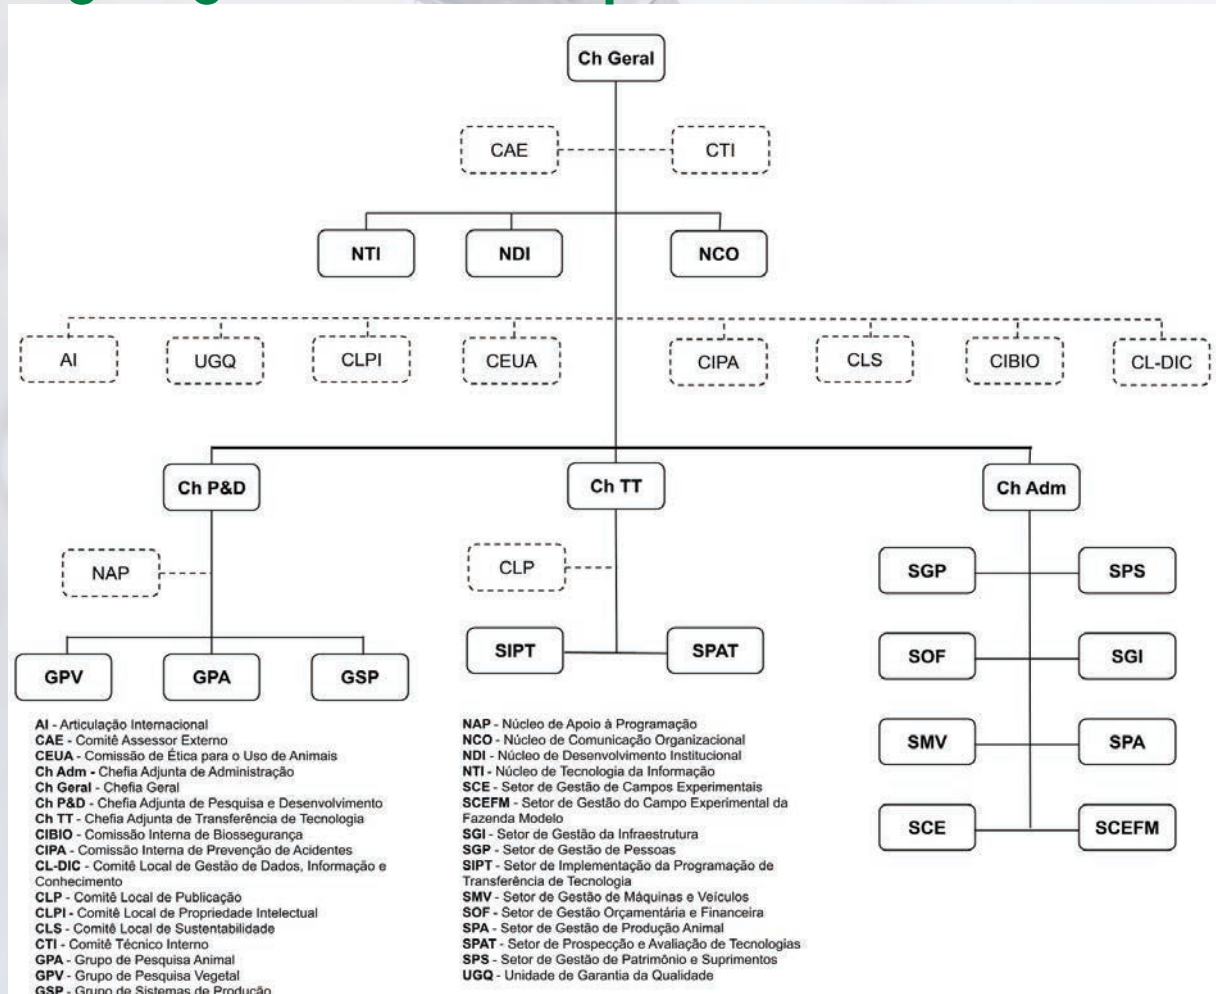 Ch Geral
CAE
CTI
NTI
NDI
NCO
AI
UGQ
CLPI
CEUA
CIPA
CLS
CIBIO
CL-DIC
Ch P&D
Ch TT
Ch Adm
NAP
CLP
SGP
SPS
GPV
GPA
GSP
SIPT
SPAT
SOF
SGI
SMV
SPA
SCE
SCEFM
AI - Articulação Internacional
CAE - Comitê Assessor Externo
CEUA - Comissão de Ética para o Uso de Animais
Ch Adm - Chefia Adjunta de Administração
Ch Geral - Chefia Geral
Ch P&D - Chefia Adjunta de Pesquisa e Desenvolvimento
Ch TT - Chefia Adjunta de Transferência de Tecnologia
CIBIO - Comissão Interna de Biossegurança
CIPA - Comissão Interna de Prevenção de Acidentes
CL-DIC - Comitê Local de Gestão de Dados, Informação e
Conhecimento
CLP - Comitê Local de Publicação
CLPI - Comitê Local de Propriedade Intelectual
CLS - Comitê Local de Sustentabilidade
CTI - Comitê Técnico Interno
GPA - Grupo de Pesquisa Animal
GPV - Grupo de Pesquisa Vegetal
GSP - Grupo de Sistemas de Produção
NAP - Núcleo de Apoio à Programação
NCO - Núcleo de Comunicação Organizacional
NDI - Núcleo de Desenvolvimento Institucional
NTI - Núcleo de Tecnologia da Informação
SCE - Setor de Gestão de Campos Experimentais
SCEFM - Setor de Gestão do Campo Experimental da
Fazenda Modelo
SGI - Setor de Gestão da Infraestrutura
SGP - Setor de Gestão de Pessoas
SIPT - Setor de Implementação da Programação de
Transferência de Tecnologia
SMV - Setor de Gestão de Máquinas e Veículos
SOF - Setor de Gestão Orçamentária e Financeira
SPA - Setor de Gestão de Produção Animal
SPAT - Setor de Prospecção e Avaliação de Tecnologias
SPS - Setor de Gestão de Patrimônio e Suprimentos
UGQ - Unidade de Garantia da Qualidade